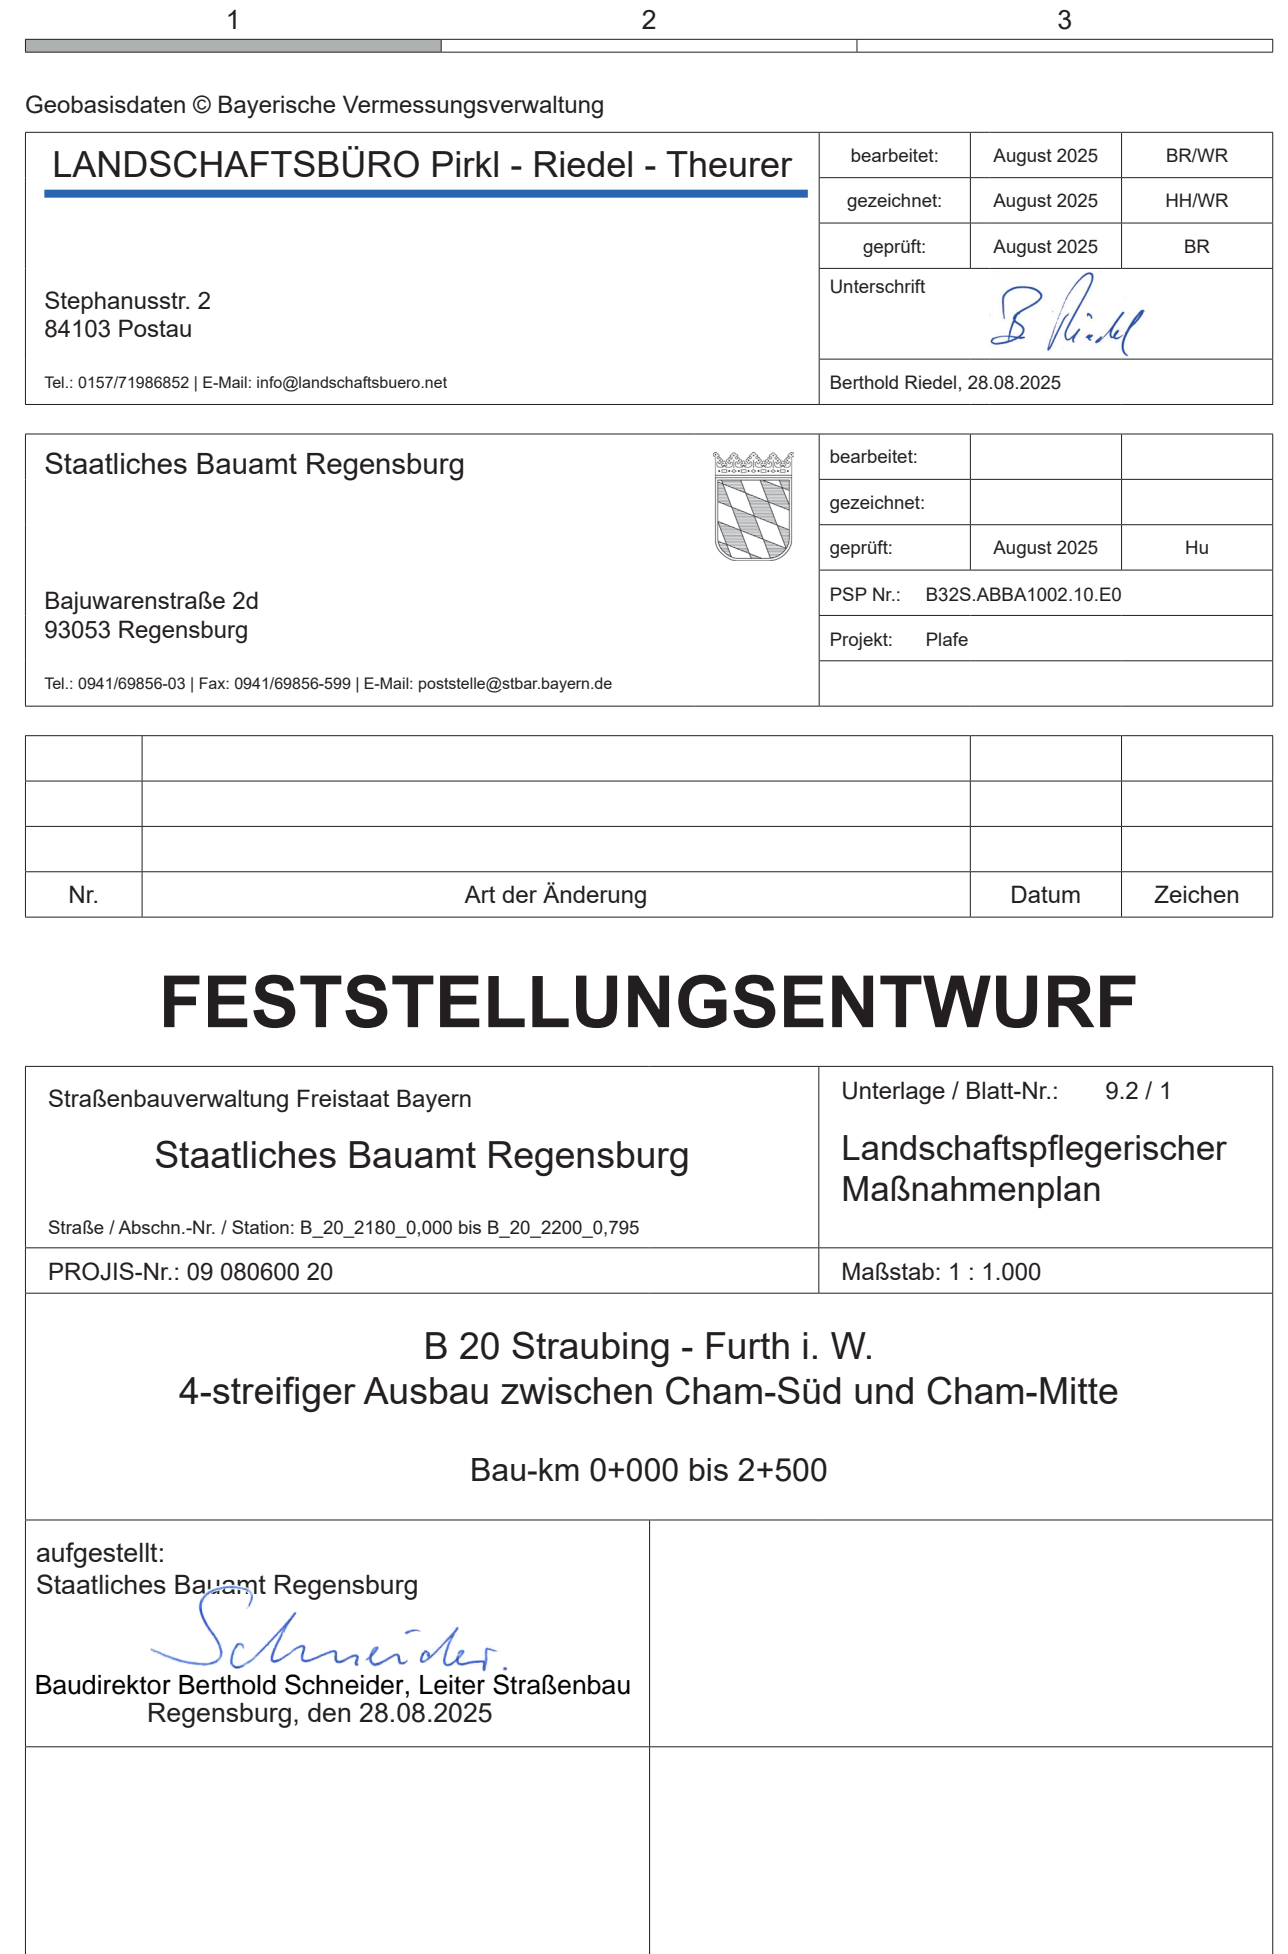 1 2 3
Geobasisdaten © Bayerische Vermessungsverwaltung
LANDSCHAFTSBÜRO Pirkl - Riedel - Theurer
Stephanusstr. 2
84103 Postau
Tel.: 0157/71986852 | E-Mail: info@landschaftsbuero.net
bearbeitet: August 2025 BR/WR
gezeichnet: August 2025 HH/WR
geprüft: August 2025 BR
Unterschrift
B Riedel
Berthold Riedel, 28.08.2025
Staatliches Bauamt Regensburg
Bajuwarenstraße 2d
93053 Regensburg
Tel.: 0941/69856-03 | Fax: 0941/69856-599 | E-Mail: poststelle@stbar.bayern.de
bearbeitet:
gezeichnet:
geprüft: August 2025 Hu
PSP Nr.: B32S.ABBA1002.10.E0
Projekt: Plafe
Nr. Art der Änderung Datum Zeichen
FESTSTELLUNGSENTWURF
Straßenbauverwaltung Freistaat Bayern
Staatliches Bauamt Regensburg
Straße / Abschn.-Nr. / Station: B_20_2180_0,000 bis B_20_2200_0,795
Unterlage / Blatt-Nr.: 9.2 / 1
Landschaftspflegerischer
Maßnahmenplan
PROJIS-Nr.: 09 080600 20
Maßstab: 1 : 1.000
B 20 Straubing - Furth i. W.
4-streifiger Ausbau zwischen Cham-Süd und Cham-Mitte
Bau-km 0+000 bis 2+500
aufgestellt:
Staatliches Bauamt Regensburg
Schneider.
Baudirektor Berthold Schneider, Leiter Straßenbau
Regensburg, den 28.08.2025